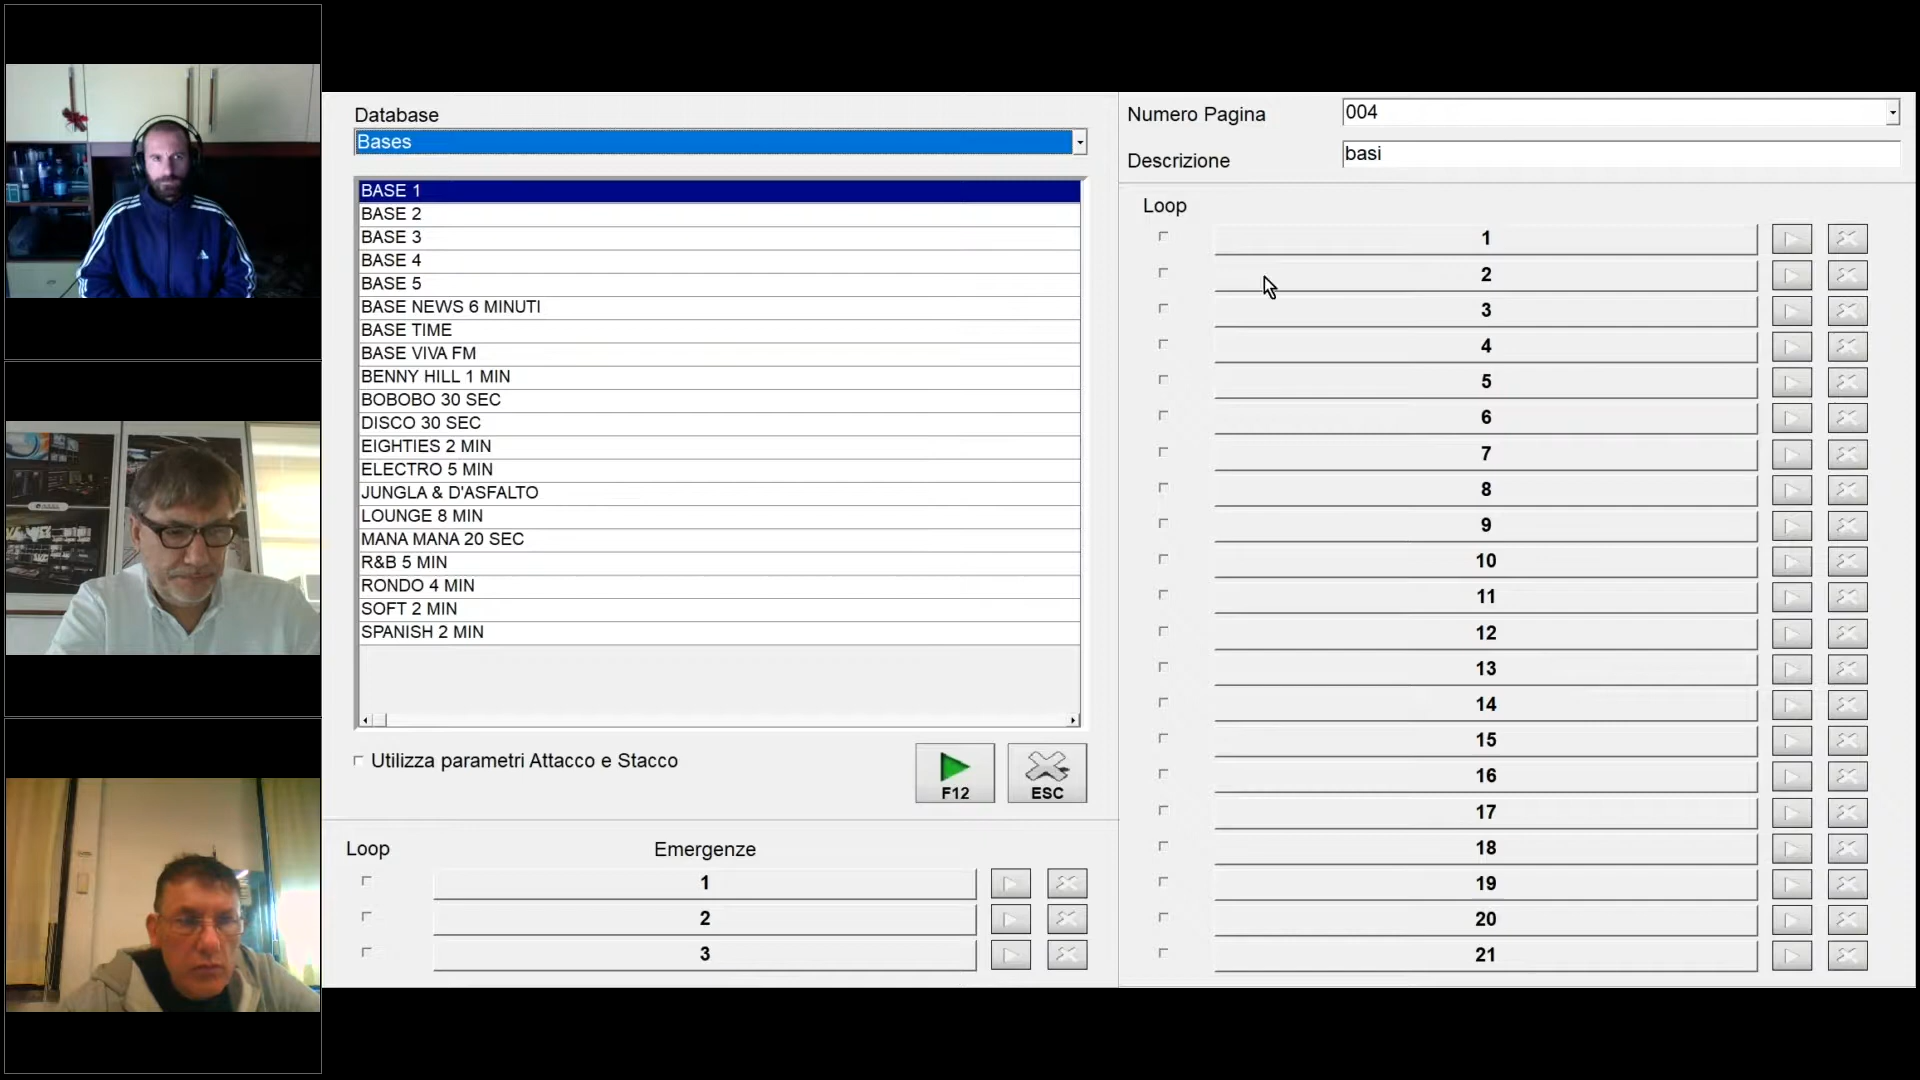 Database
Bases
BASE 1
BASE 2
BASE 3
BASE 4
BASE 5
BASE NEWS 6 MINUTI
BASE TIME
BASE VIVA FM
BENNY HILL 1 MIN
BOBOBO 30 SEC
DISCO 30 SEC
EIGHTIES 2 MIN
ELECTRO 5 MIN
JUNGLA & D'ASFALTO
LOUNGE 8 MIN
MANA MANA 20 SEC
R&B 5 MIN
RONDO 4 MIN
SOFT 2 MIN
SPANISH 2 MIN
Utilizza parametri Attacco e Stacco
F12
ESC
Loop
Emergenze
1
2
3
Numero Pagina
004
Descrizione
basi
Loop
1
2
3
4
5
6
7
8
9
10
11
12
13
14
15
16
17
18
19
20
21